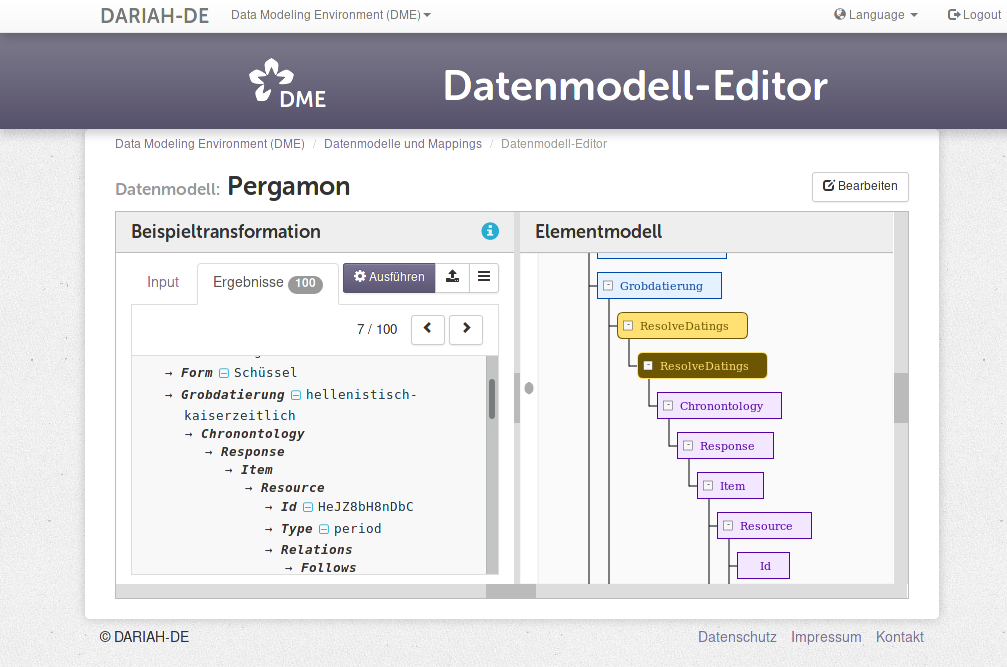 DARIAH-DE Data Modeling Environment (DME) Language Logout
DME Datenmodell-Editor
Data Modeling Environment (DME) / Datenmodelle und Mappings / Datenmodell-Editor
Datenmodell: Pergamon Bearbeiten
Beispieltransformation
Input Ergebnisse 100 Ausführen
7 / 100
→ Form Schüssel
→ Grobdatierung hellenistisch-
kaiserzeitlich
→ Chronontology
→ Response
→ Item
→ Resource
→ Id HeJZ8bH8nDbC
→ Type period
→ Relations
→ Follows
Elementmodell
Grobdatierung
ResolveDatings
ResolveDatings
Chronontology
Response
Item
Resource
Id
© DARIAH-DE Datenschutz Impressum Kontakt